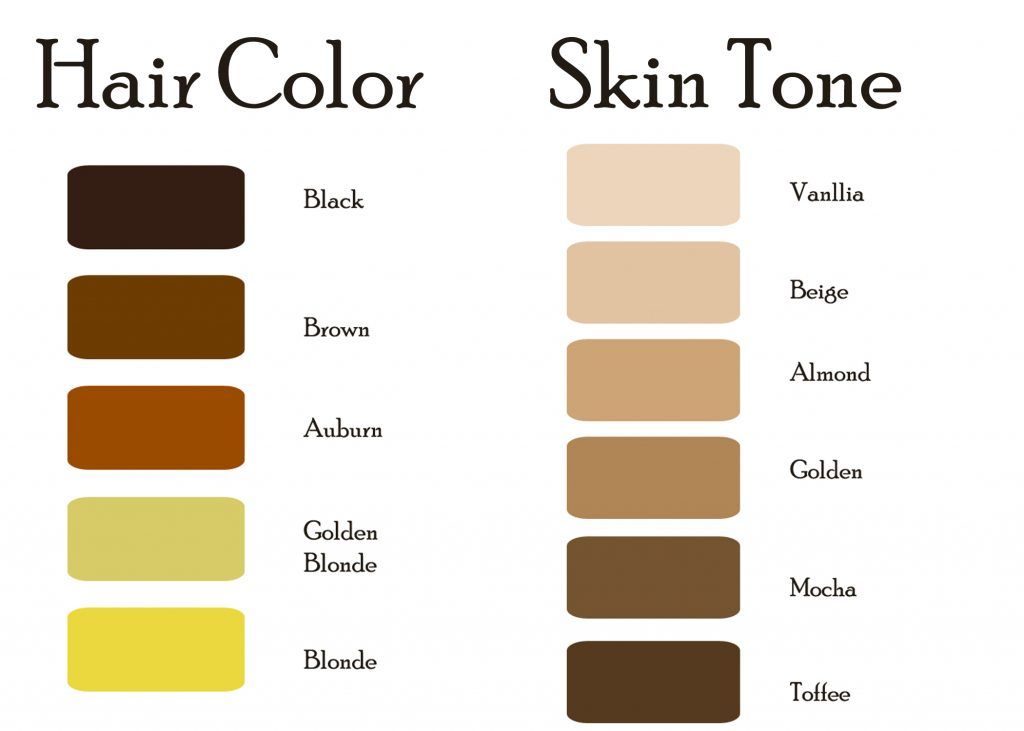 Hair Color
Black
Brown
Auburn
Golden
Blonde
Blonde
Skin Tone
Vanllia
Beige
Almond
Golden
Mocha
Toffee